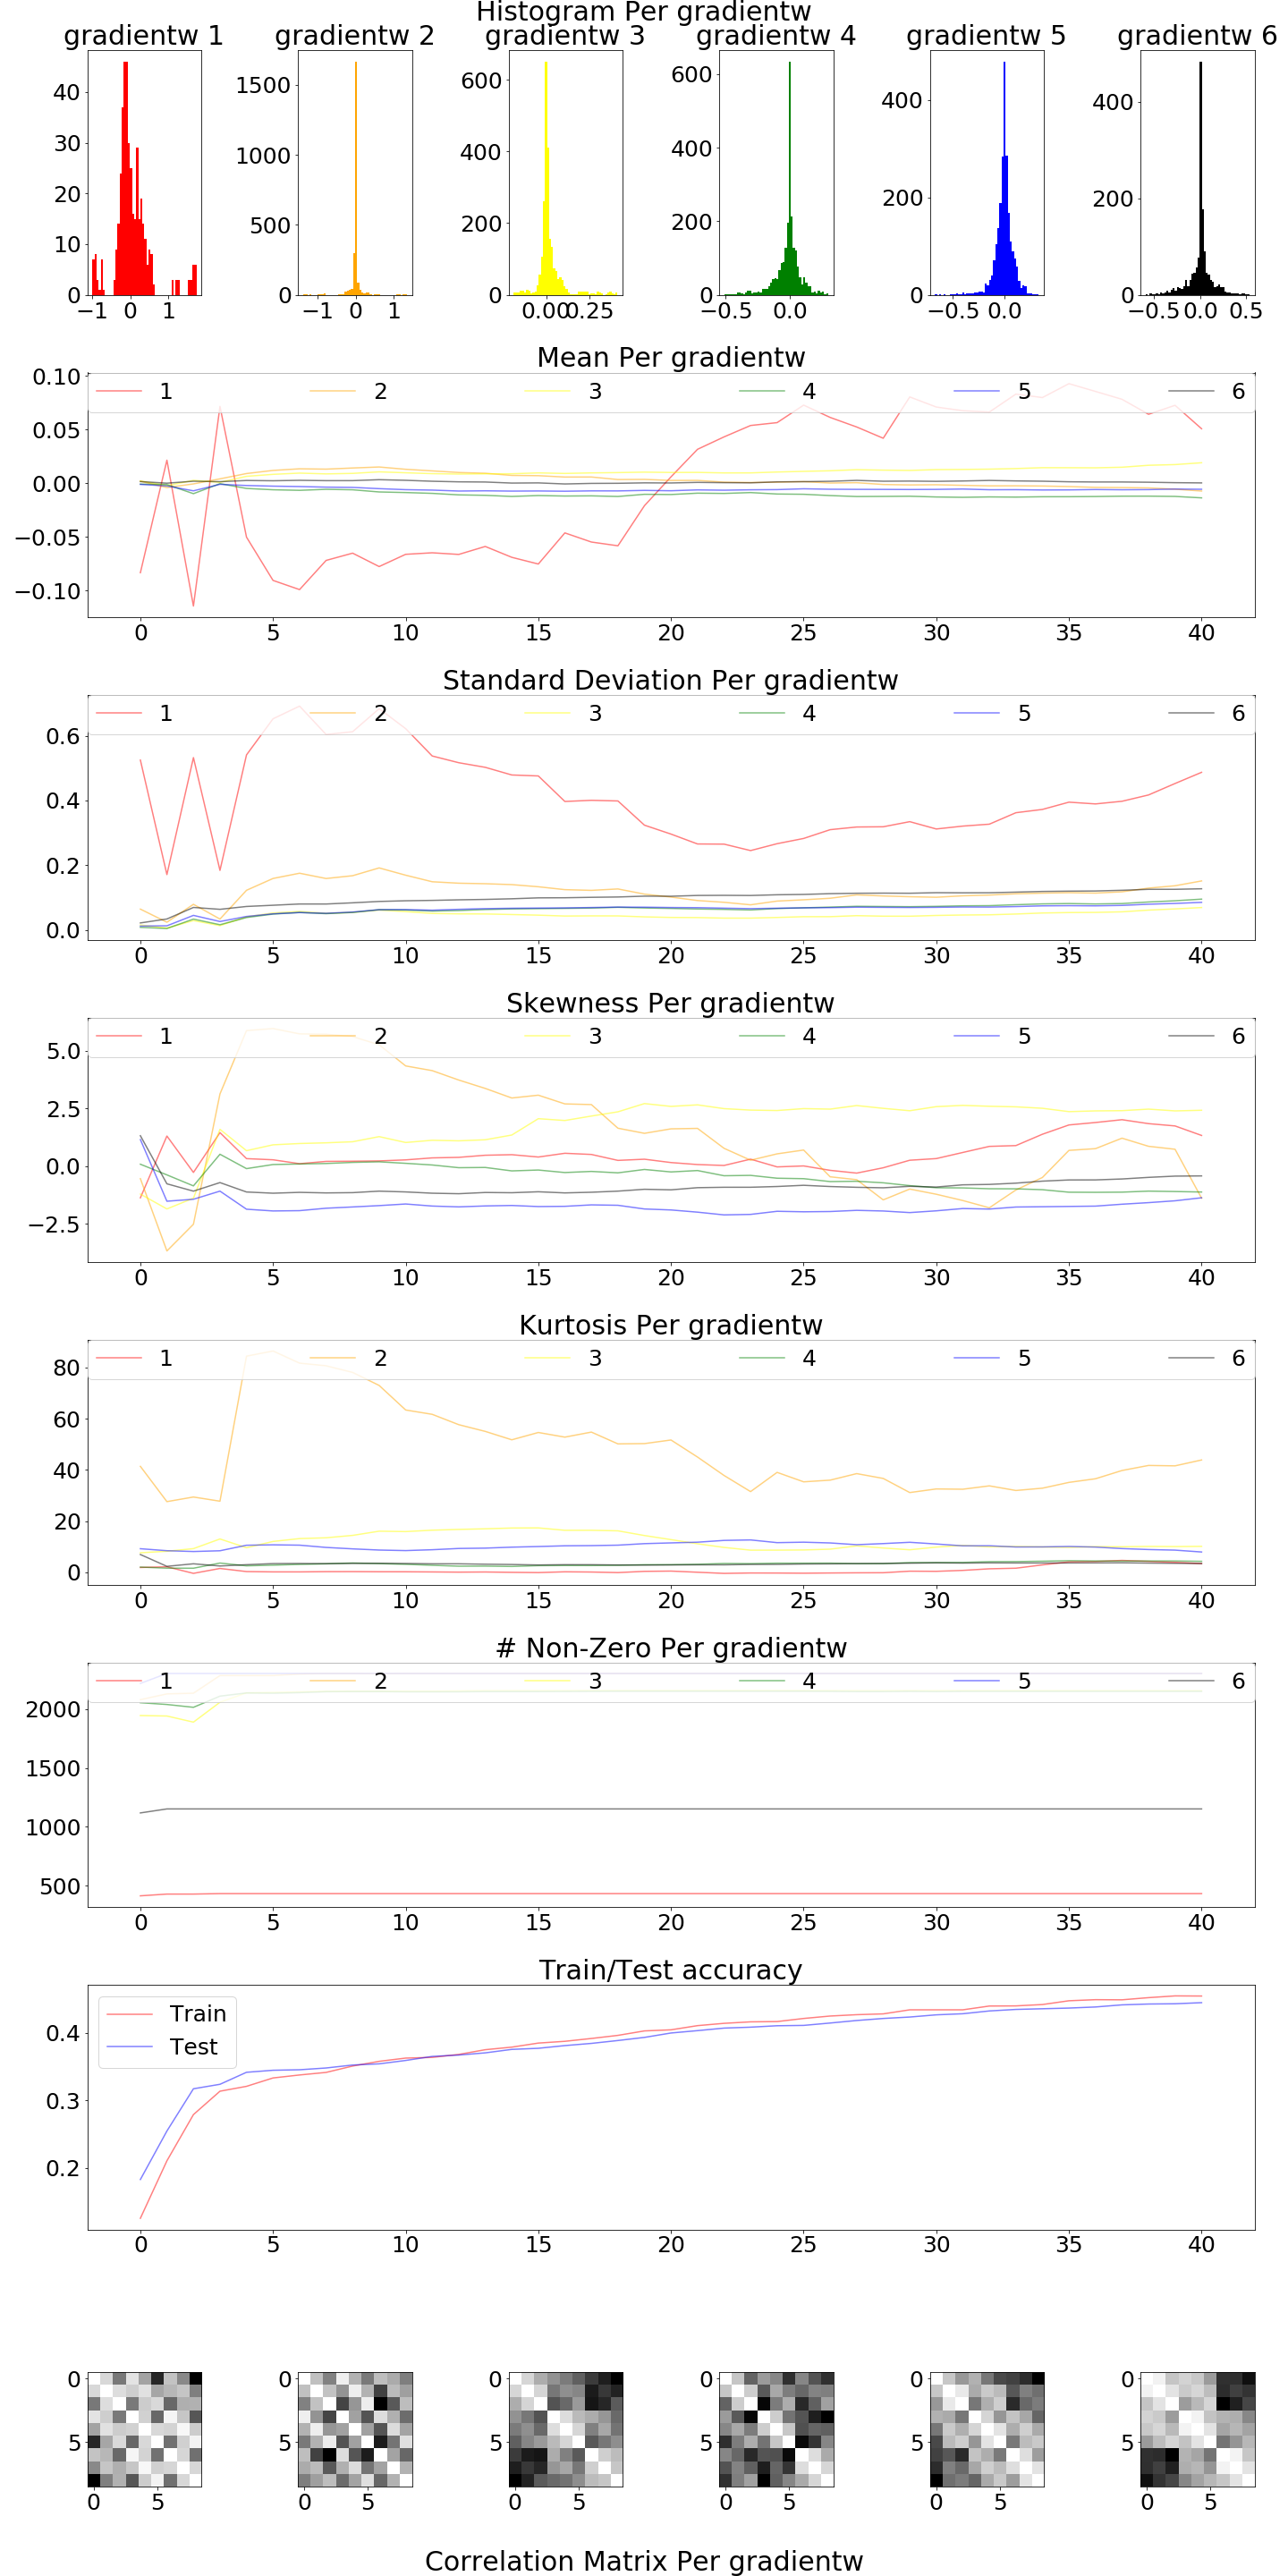 Histogram Per gradientw
gradientw 1 gradientw 2 gradientw 3 gradientw 4 gradientw 5 gradientw 6
40 30 20 10 0
−1 0 1
1500 1000 500 0
−1 0 1
600 400 200 0
0.00 0.25
600 400 200 0
−0.5 0.0
400 200 0
−0.5 0.0
400 200 0
−0.5 0.0 0.5
Mean Per gradientw
1 2 3 4 5 6
0.10
0.05
0.00
−0.05
−0.10
0 5 10 15 20 25 30 35 40
Standard Deviation Per gradientw
1 2 3 4 5 6
0.6
0.4
0.2
0.0
0 5 10 15 20 25 30 35 40
Skewness Per gradientw
1 2 3 4 5 6
5.0
2.5
0.0
−2.5
0 5 10 15 20 25 30 35 40
Kurtosis Per gradientw
1 2 3 4 5 6
80
60
40
20
0
0 5 10 15 20 25 30 35 40
# Non-Zero Per gradientw
1 2 3 4 5 6
2000
1500
1000
500
0 5 10 15 20 25 30 35 40
Train/Test accuracy
Train
Test
0.4
0.3
0.2
0 5 10 15 20 25 30 35 40
0 0 0 0 0 0
5 5 5 5 5 5
0 5 0 5 0 5 0 5 0 5 0 5
Correlation Matrix Per gradientw